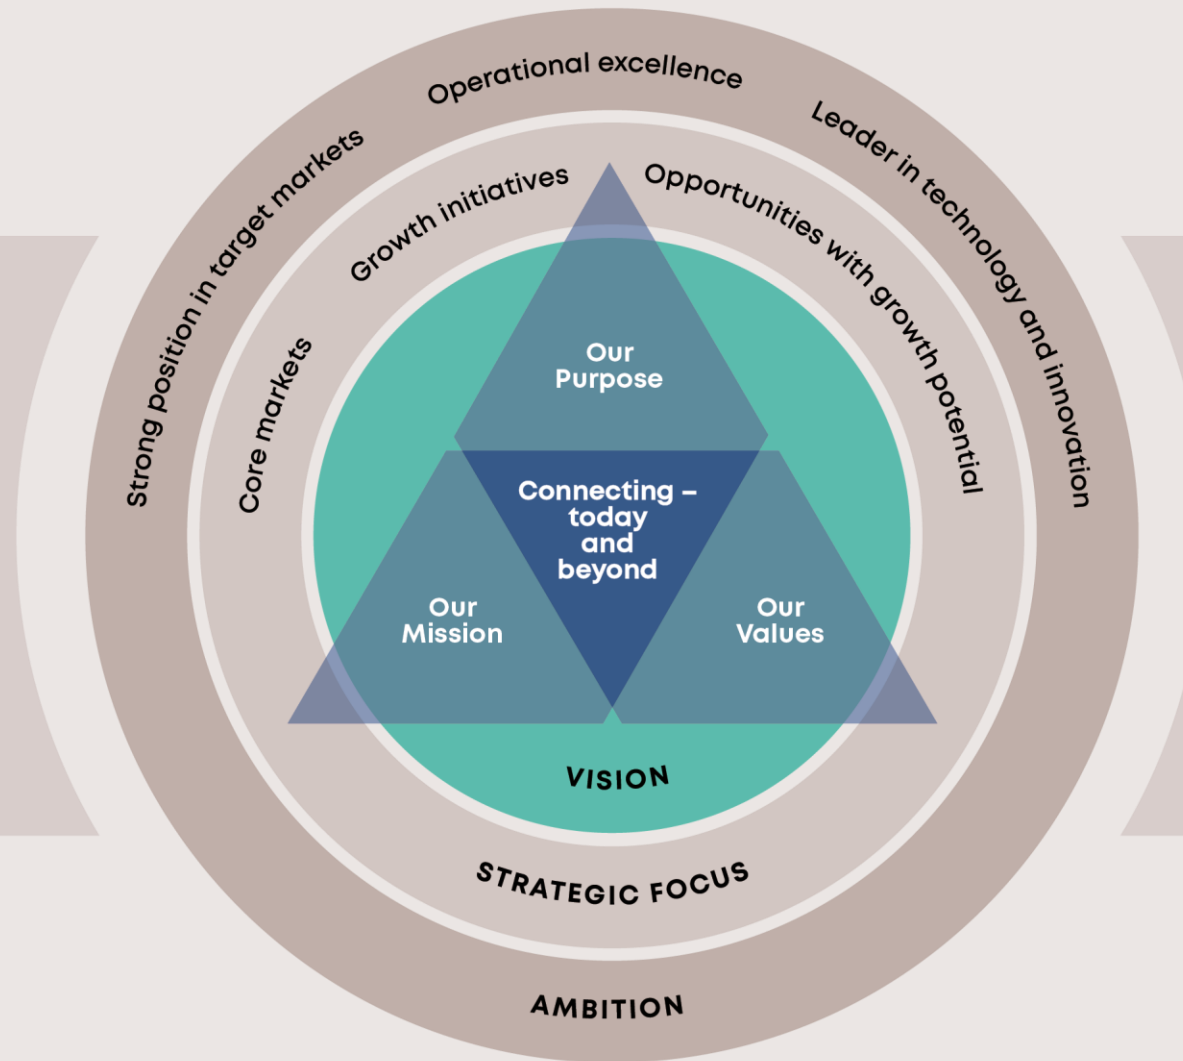 Operational excellence
Strong position in target markets
Leader in technology and innovation
Growth initiatives
Opportunities with growth potential
Core markets
Our
Purpose
Connecting –
today
and
beyond
Our
Mission
Our
Values
VISION
STRATEGIC FOCUS
AMBITION